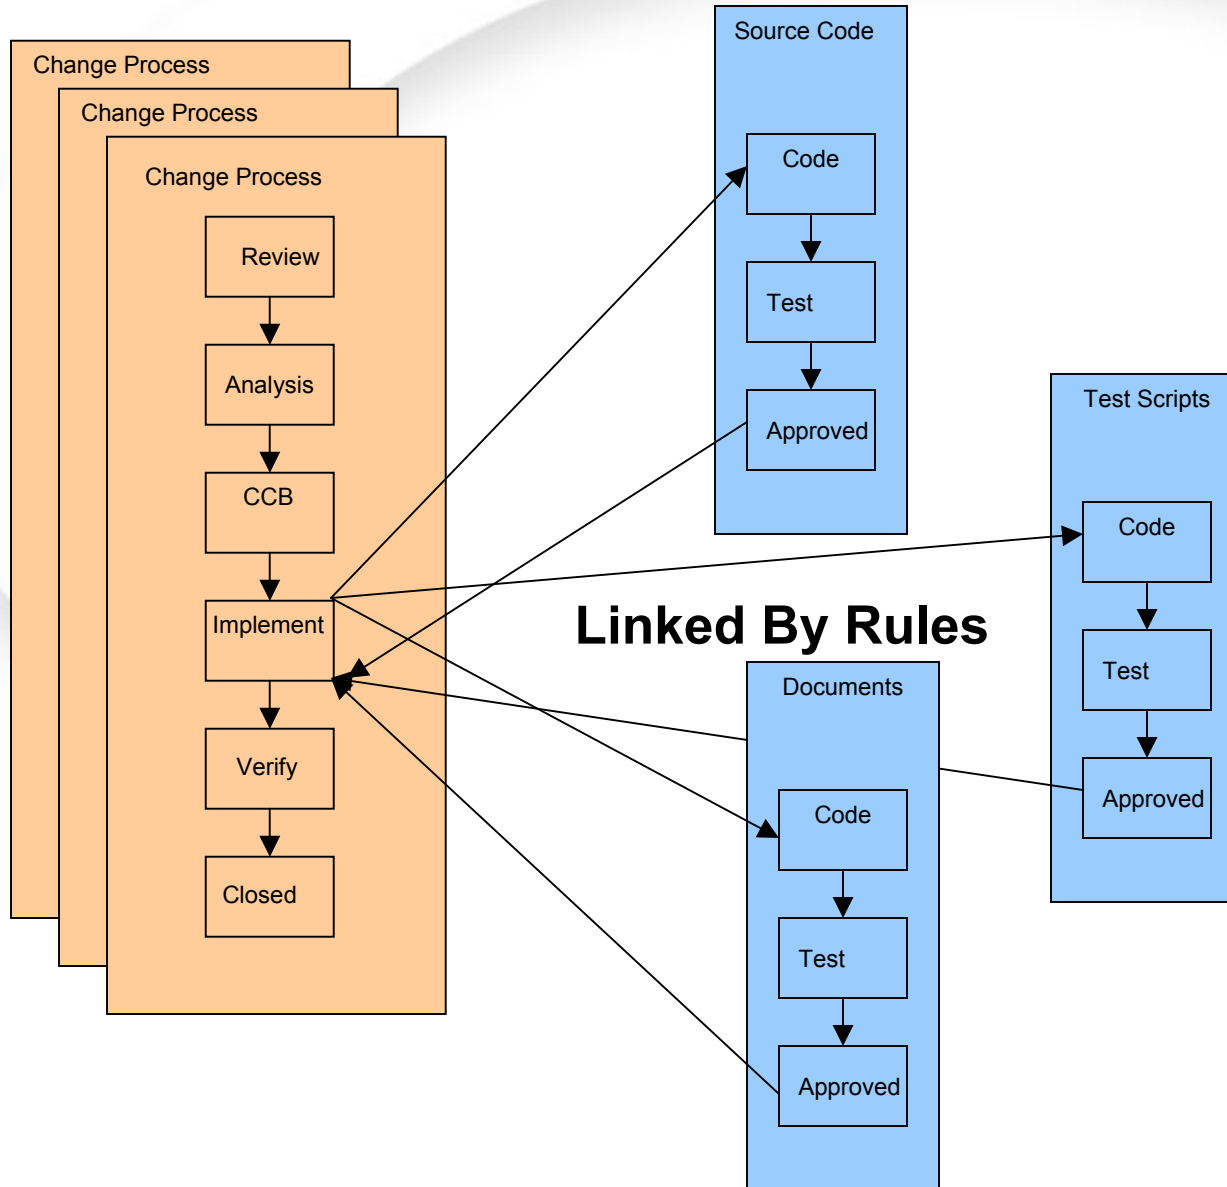 Change Process
Change Process
Change Process
Review
Analysis
CCB
Implement
Verify
Closed
Source Code
Code
Test
Approved
Linked By Rules
Test Scripts
Code
Test
Approved
Documents
Code
Test
Approved